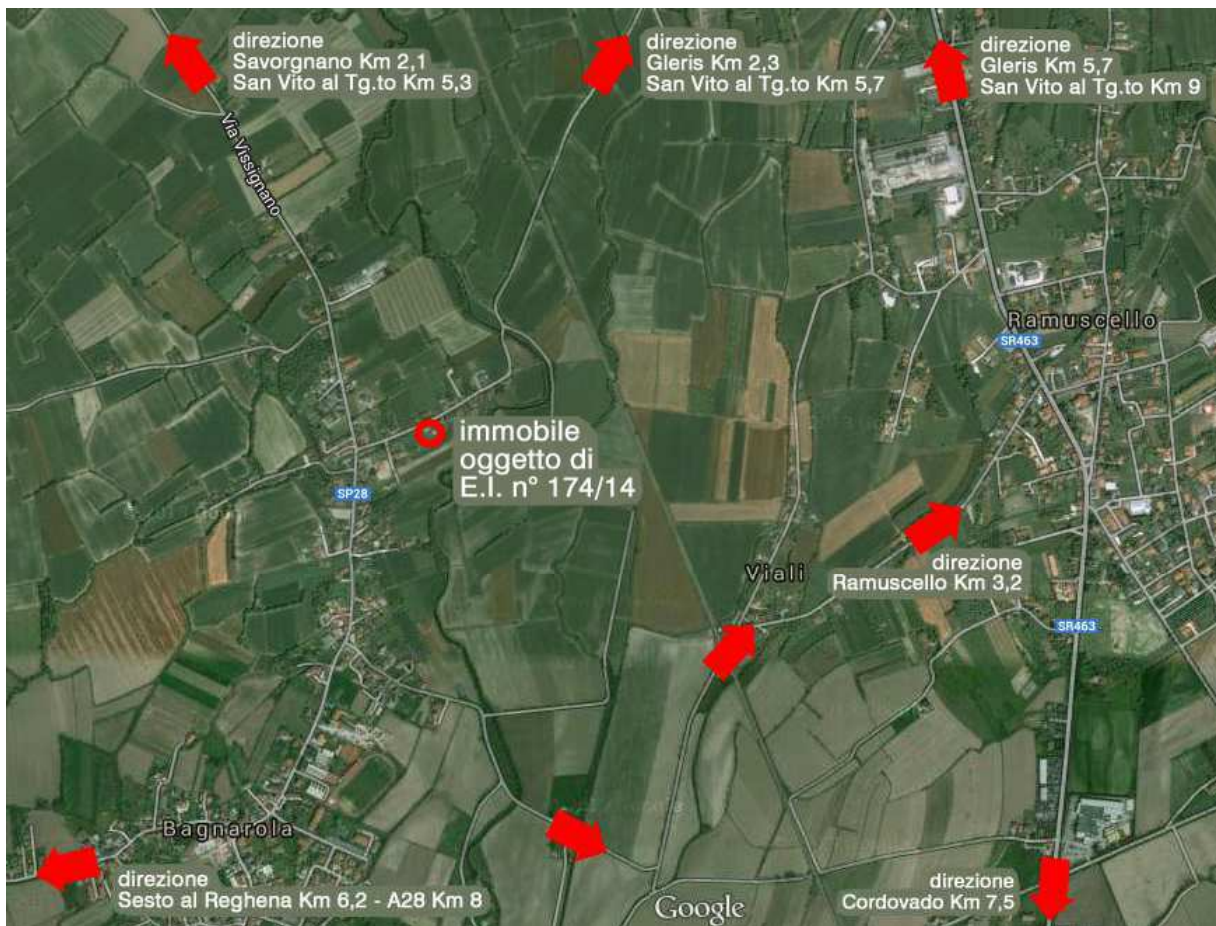 direzione
Savorgnano Km 2,1
San Vito al Tg.to Km 5,3
direzione
Gleris Km 2,3
San Vito al Tg.to Km 5,7
direzione
Gleris Km 5,7
San Vito al Tg.to Km 9
Via Vissignano
Ramuscello
SR463
immobile
oggetto di
E.I. n° 174/14
SP28
direzione
Ramuscello Km 3,2
Viali
SR463
Bagnarola
direzione
Sesto al Reghena Km 6,2 - A28 Km 8
Google
direzione
Cordovado Km 7,5